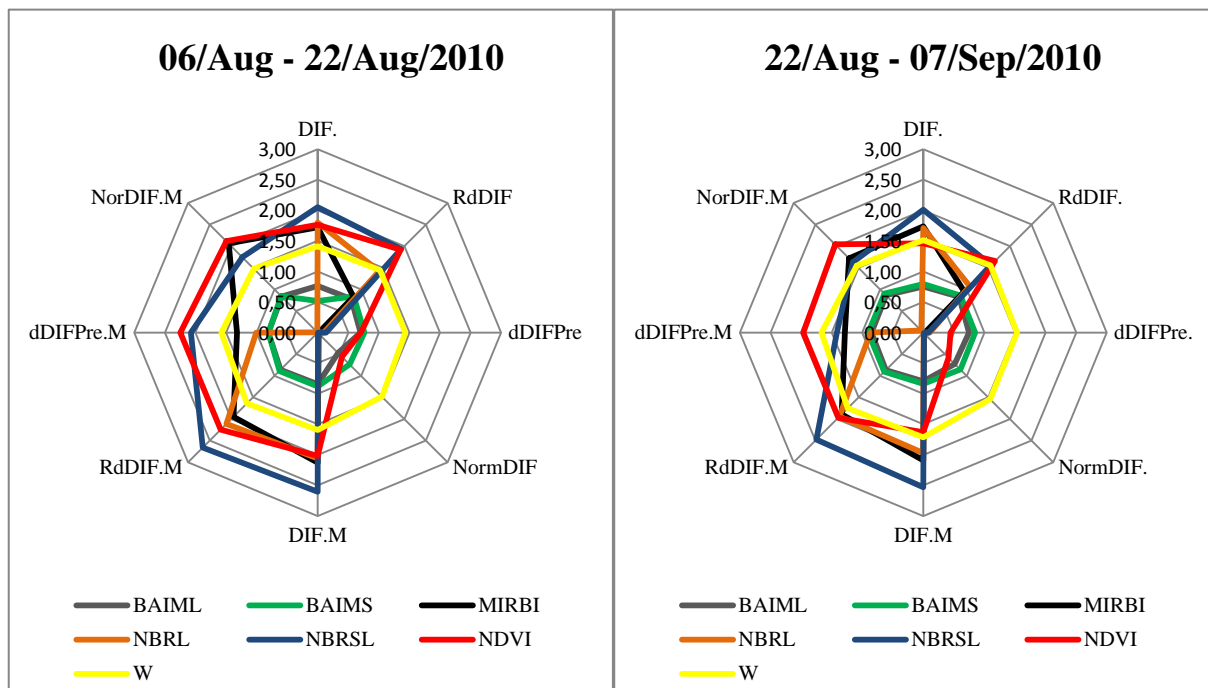 06/Aug - 22/Aug/2010
DIF.
3,00
2,50
2,00
1,50
1,00
0,50
0,00
RdDIF
dDIFPre
NormDIF
DIF.M
RdDIF.M
dDIFPre.M
NorDIF.M
BAIML BAIMS MIRBI
NBRL NBRSL NDVI
W
22/Aug - 07/Sep/2010
DIF.
3,00
2,50
2,00
1,50
1,00
0,50
0,00
RdDIF.
dDIFPre.
NormDIF.
DIF.M
RdDIF.M
dDIFPre.M
NorDIF.M
BAIML BAIMS MIRBI
NBRL NBRSL NDVI
W